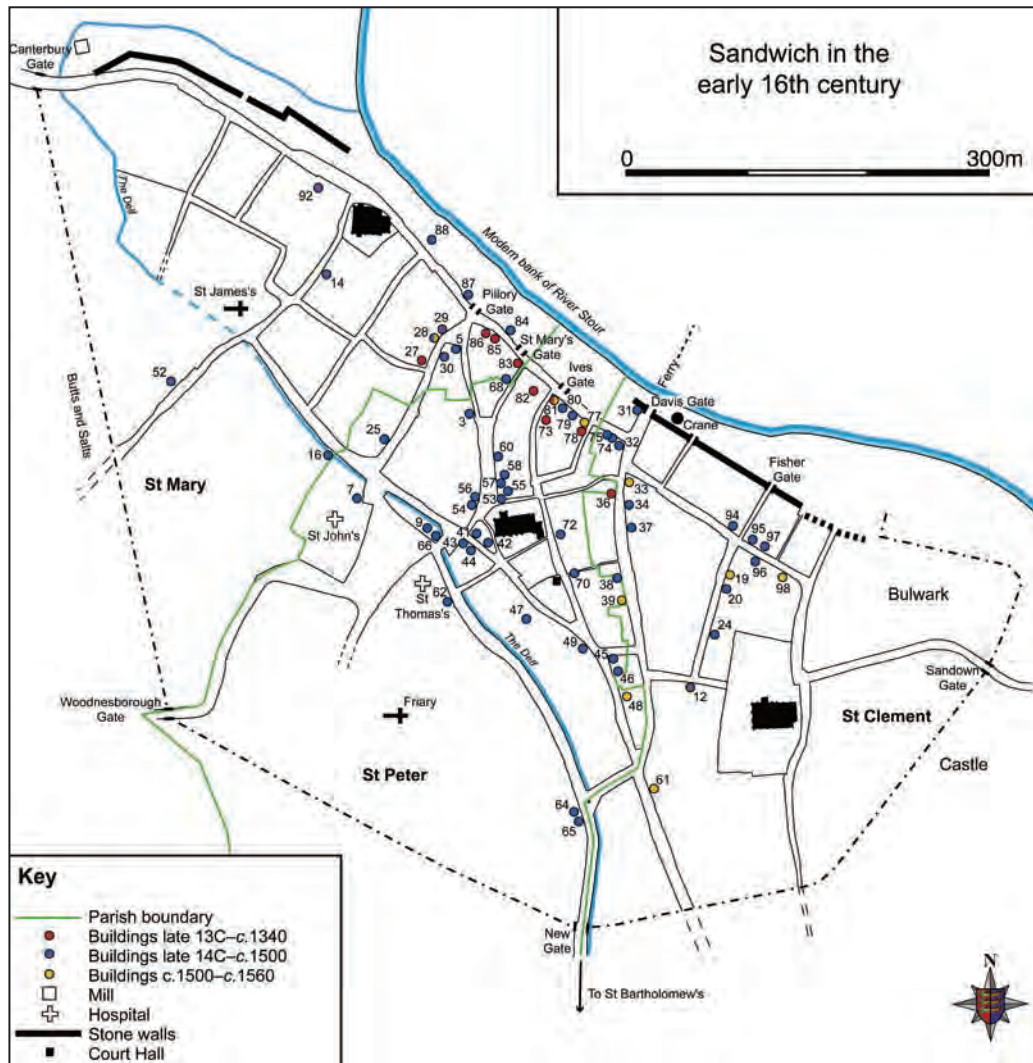 Sandwich in the
early 16th century
0
300m
Canterbury
Gate
The Delf
92
88
Modern bank of River Stour
14
St James's
87
Pillory
Gate
29
28
5
84
86
85
St Mary's
Gate
27
30
83
Ives
Gate
Ferry
52
68
82
80
81
79
77
31
Davis Gate
Crane
Butts and Salts
3
73
78
75
74
32
25
16
60
58
57
55
56
53
54
33
36
34
Fisher
Gate
St Mary
7
St John's
9
66
41
43
42
44
72
37
94
95
97
96
70
38
19
20
98
St
Thomas's
62
39
Bulwark
The Delf
47
24
49
45
46
Sandown
Gate
12
48
Woodnesborough
Gate
Friary
St Clement
St Peter
Castle
61
64
65
New
Gate
To St Bartholomew's
N
Key
Parish boundary
Buildings late 13C–c.1340
Buildings late 14C–c.1500
Buildings c.1500–c.1560
Mill
Hospital
Stone walls
Court Hall